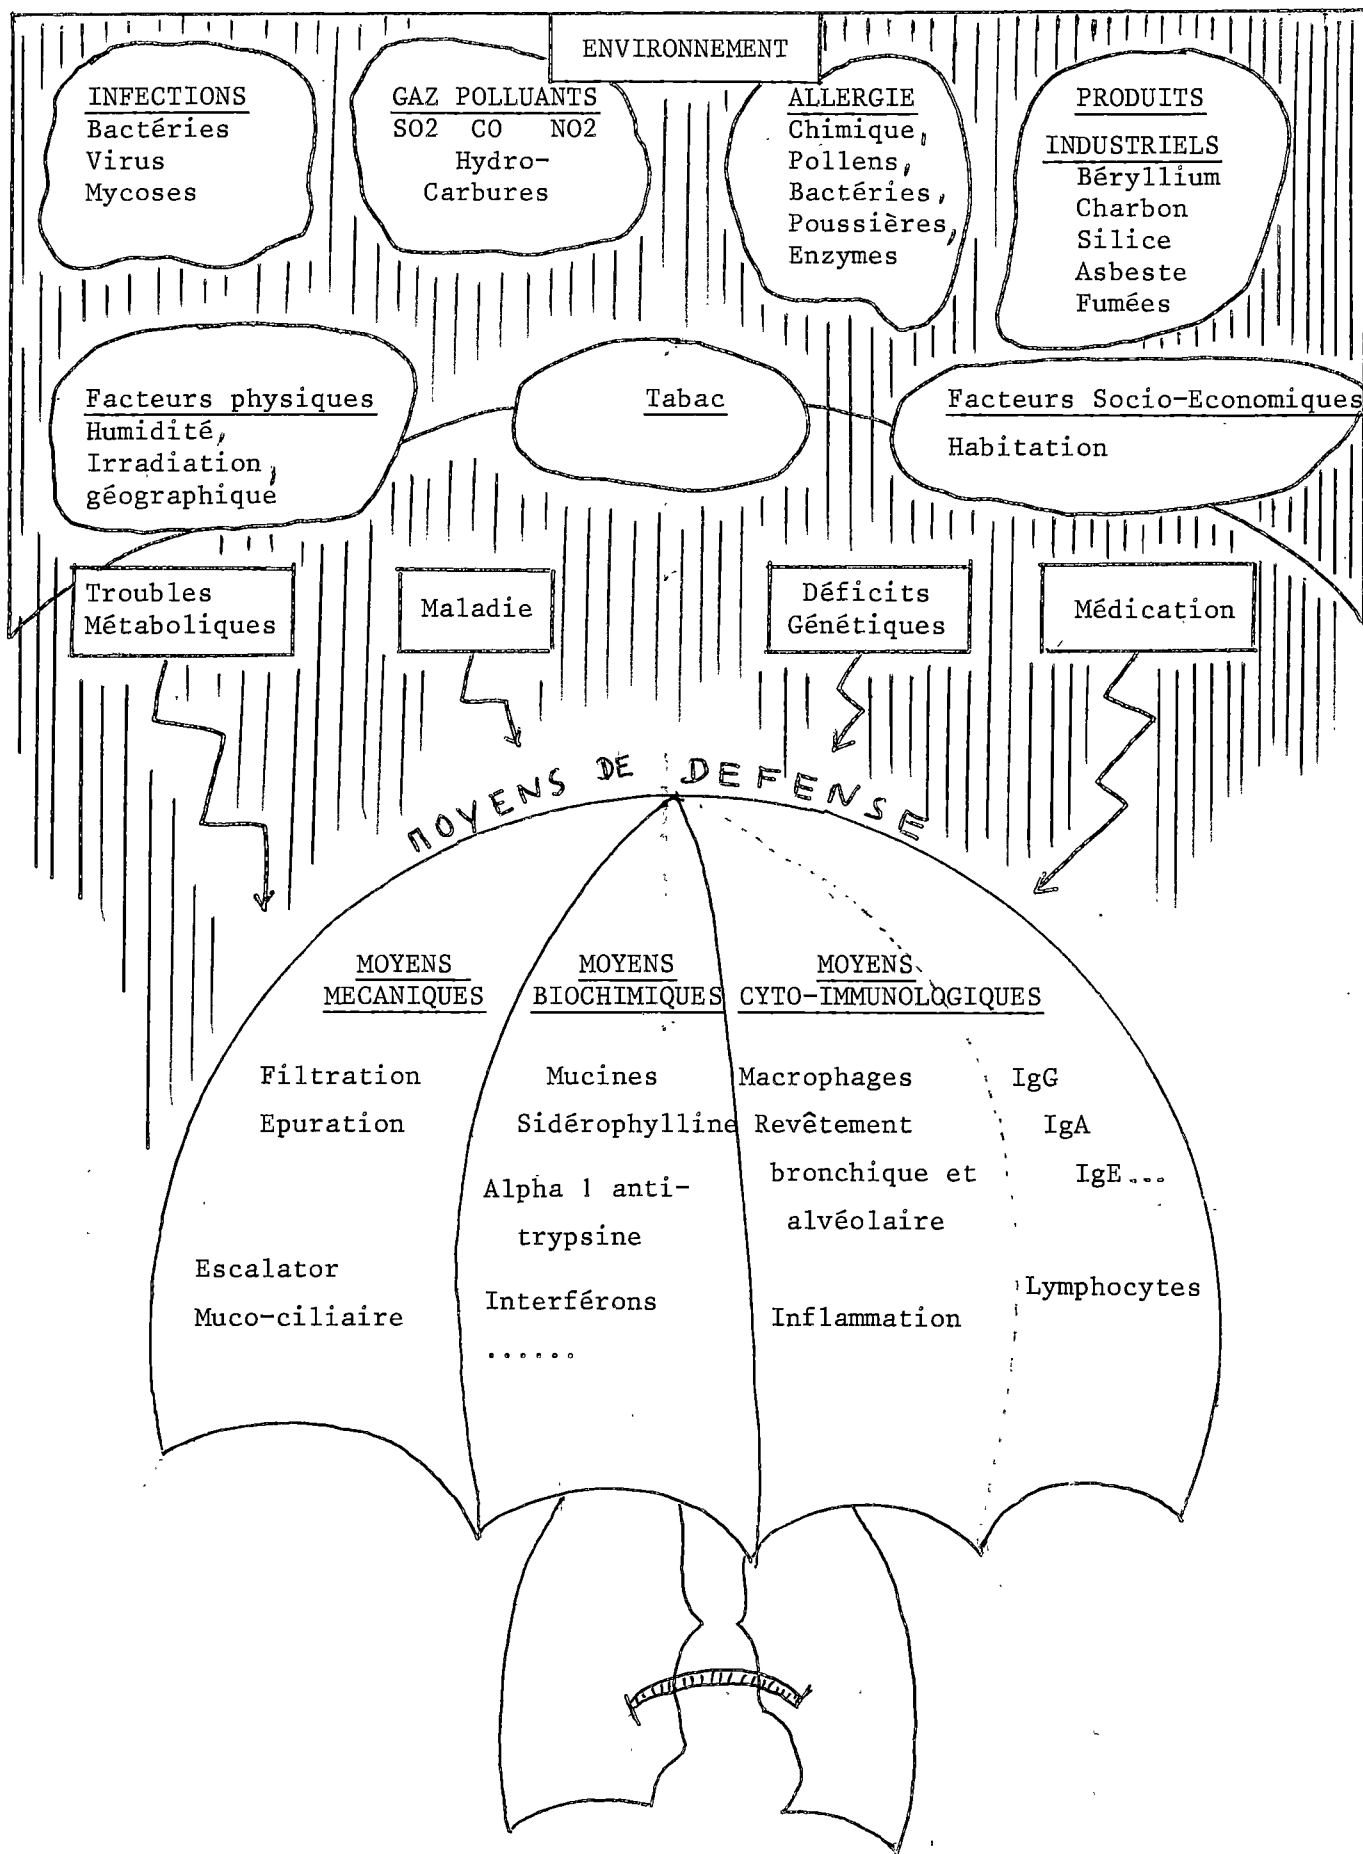 ENVIRONNEMENT
INFECTIONS
Bactéries
Virus
Mycoses
GAZ POLLUANTS
SO2 CO NO2
Hydro-
Carbures
ALLERGIE
Chimique,
Pollens,
Bactéries,
Poussières,
Enzymes
PRODUITS
INDUSTRIELS
Béryllium
Charbon
Silice
Asbeste
Fumées
Facteurs physiques
Humidité,
Irradiation,
géographique
Tabac
Facteurs Socio-Economiques
Habitation
Troubles
Métaboliques
Maladie
Déficits
Génétiques
Médication
MOYENS DE DEFENSE
MOYENS
MECANIQUES
Filtration
Epuration
Escalator
Muco-ciliaire
MOYENS
BIOCHIMIQUES
Mucines
Sidérophylline
Alpha 1 anti-
trypsine
Interférons
......
MOYENS
CYTO-IMMUNOLOGIQUES
Macrophages
Revêtement
bronchique et
alvéolaire
Inflammation
IgG
IgA
IgE...
Lymphocytes